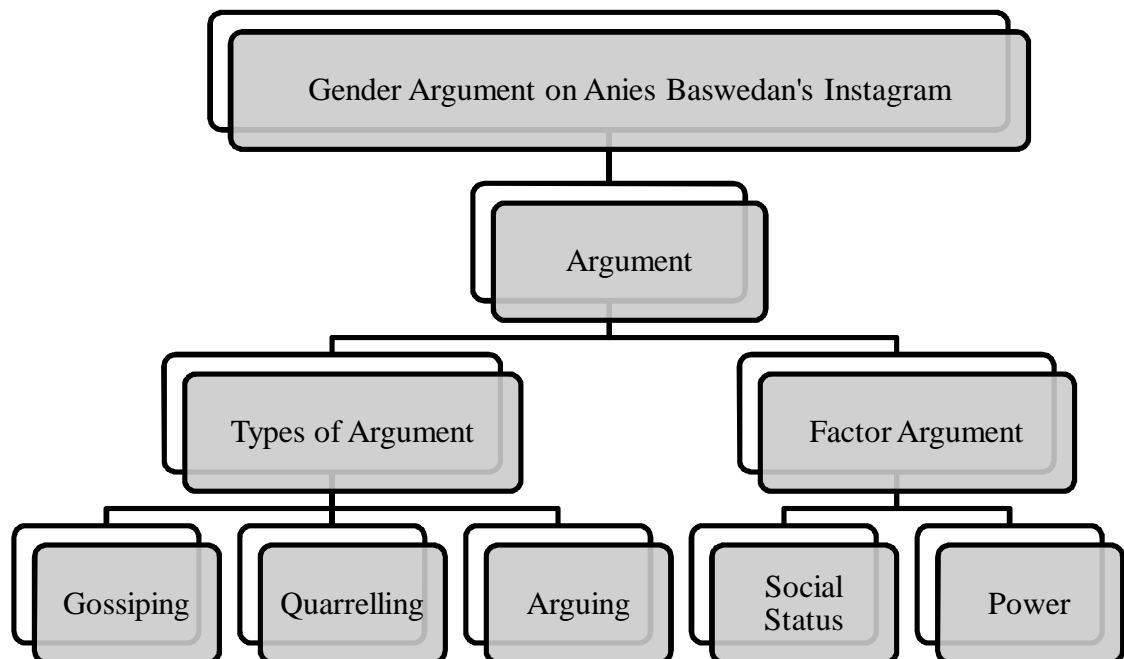 Gender Argument on Anies Baswedan's Instagram
Argument
Types of Argument
Factor Argument
Gossiping
Quarrelling
Arguing
Social
Status
Power